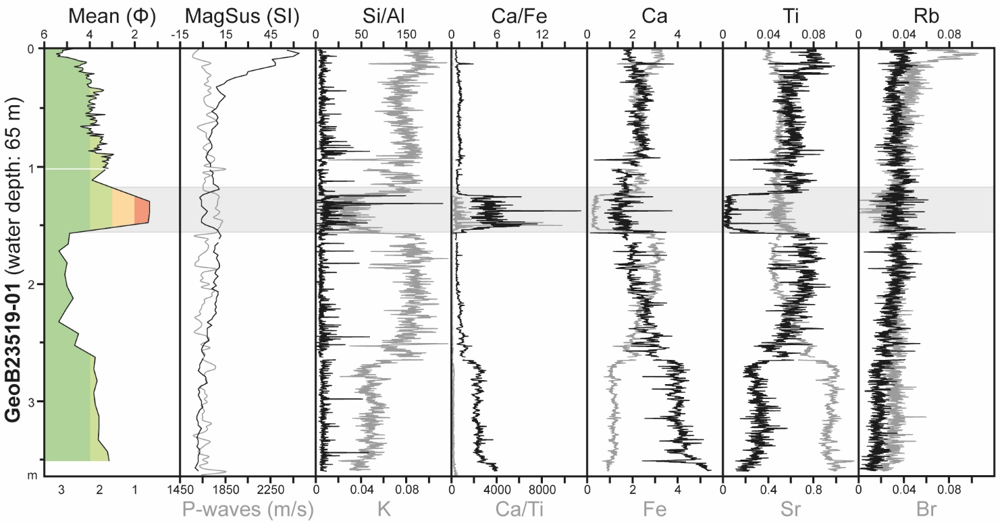 Mean (Φ) MagSus (SI) Si/Al Ca/Fe Ca Ti Rb
6 4 2 -15 15 45 0 50 150 0 6 12 0 2 4 0 0.04 0.08 0 0.04 0.08
0
1
2
3
m
GeoB23519-01 (water depth: 65 m)
3 2 1 1450 1850 2250 0 0.04 0.08 0 4000 8000 0 2 4 0 0.4 0.8 0 0.04 0.08
P-waves (m/s) K Ca/Ti Fe Sr Br